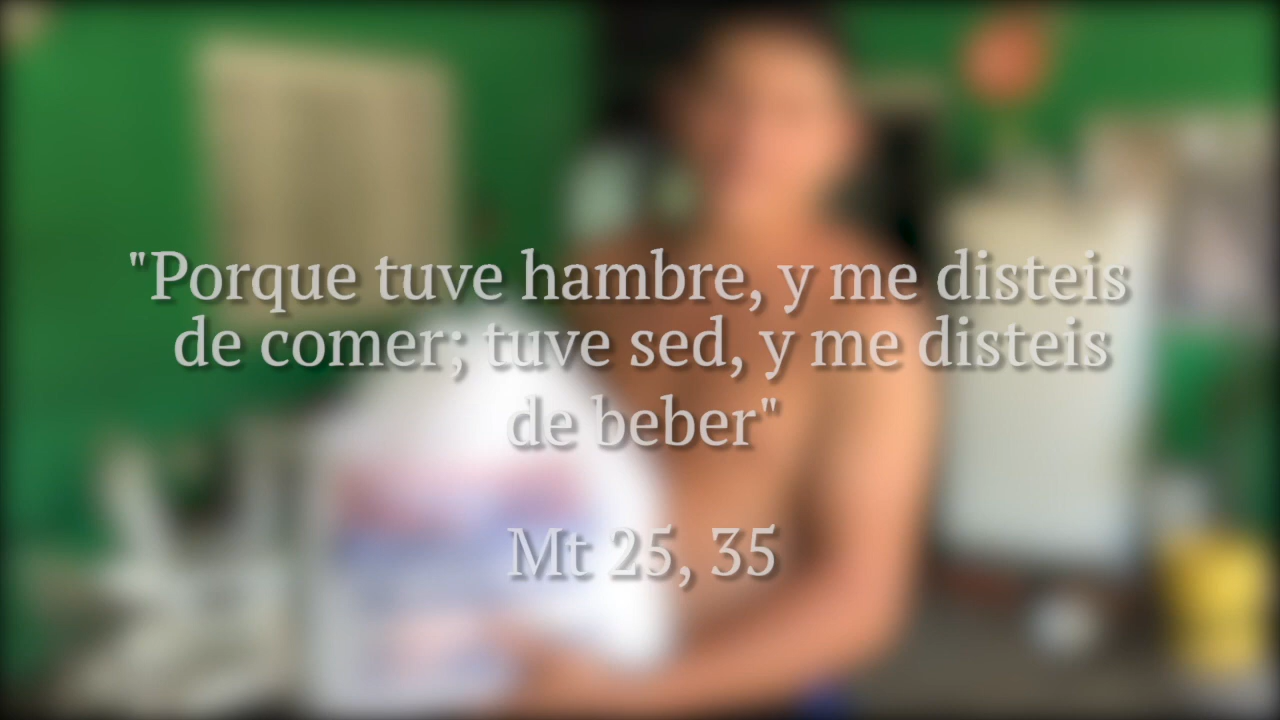 "Porque tuve hambre, y me disteis
de comer; tuve sed, y me disteis
de beber"
Mt 25, 35